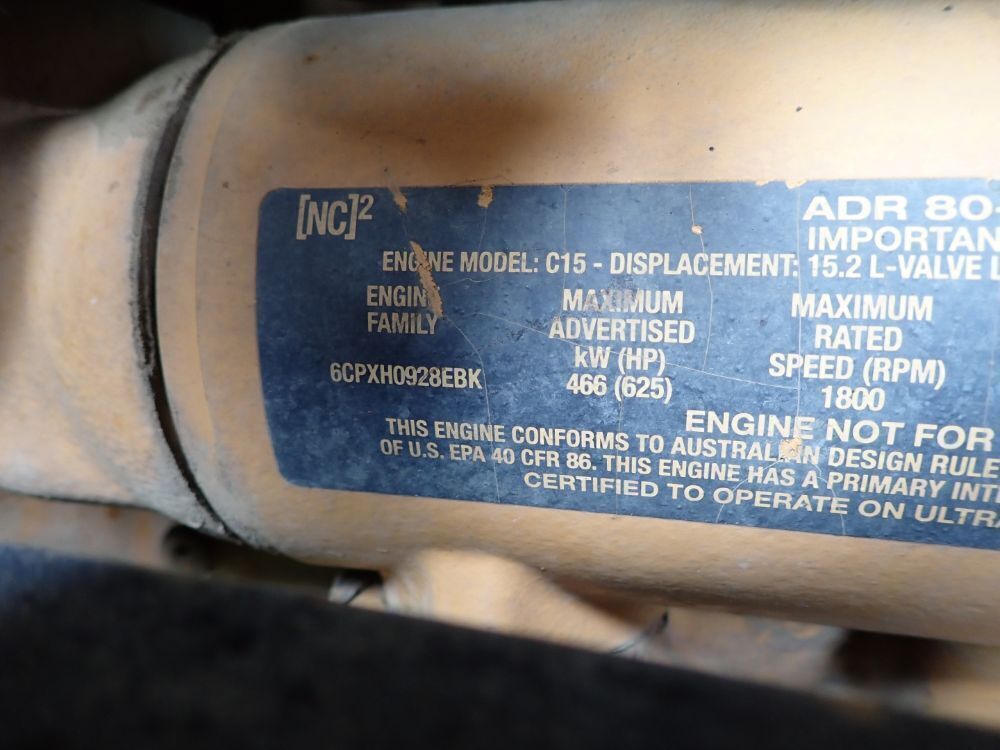 [NC]²
ADR 80
IMPORTAN
ENGINE MODEL: C15 - DISPLACEMENT: 15.2 L-VALVE L
ENGINE FAMILY
MAXIMUM ADVERTISED kW (HP)
MAXIMUM RATED SPEED (RPM)
6CPXH0928EBK
466 (625)
1800
ENGINE NOT FOR
THIS ENGINE CONFORMS TO AUSTRALIAN DESIGN RULE
OF U.S. EPA 40 CFR 86. THIS ENGINE HAS A PRIMARY INT
CERTIFIED TO OPERATE ON ULTRA